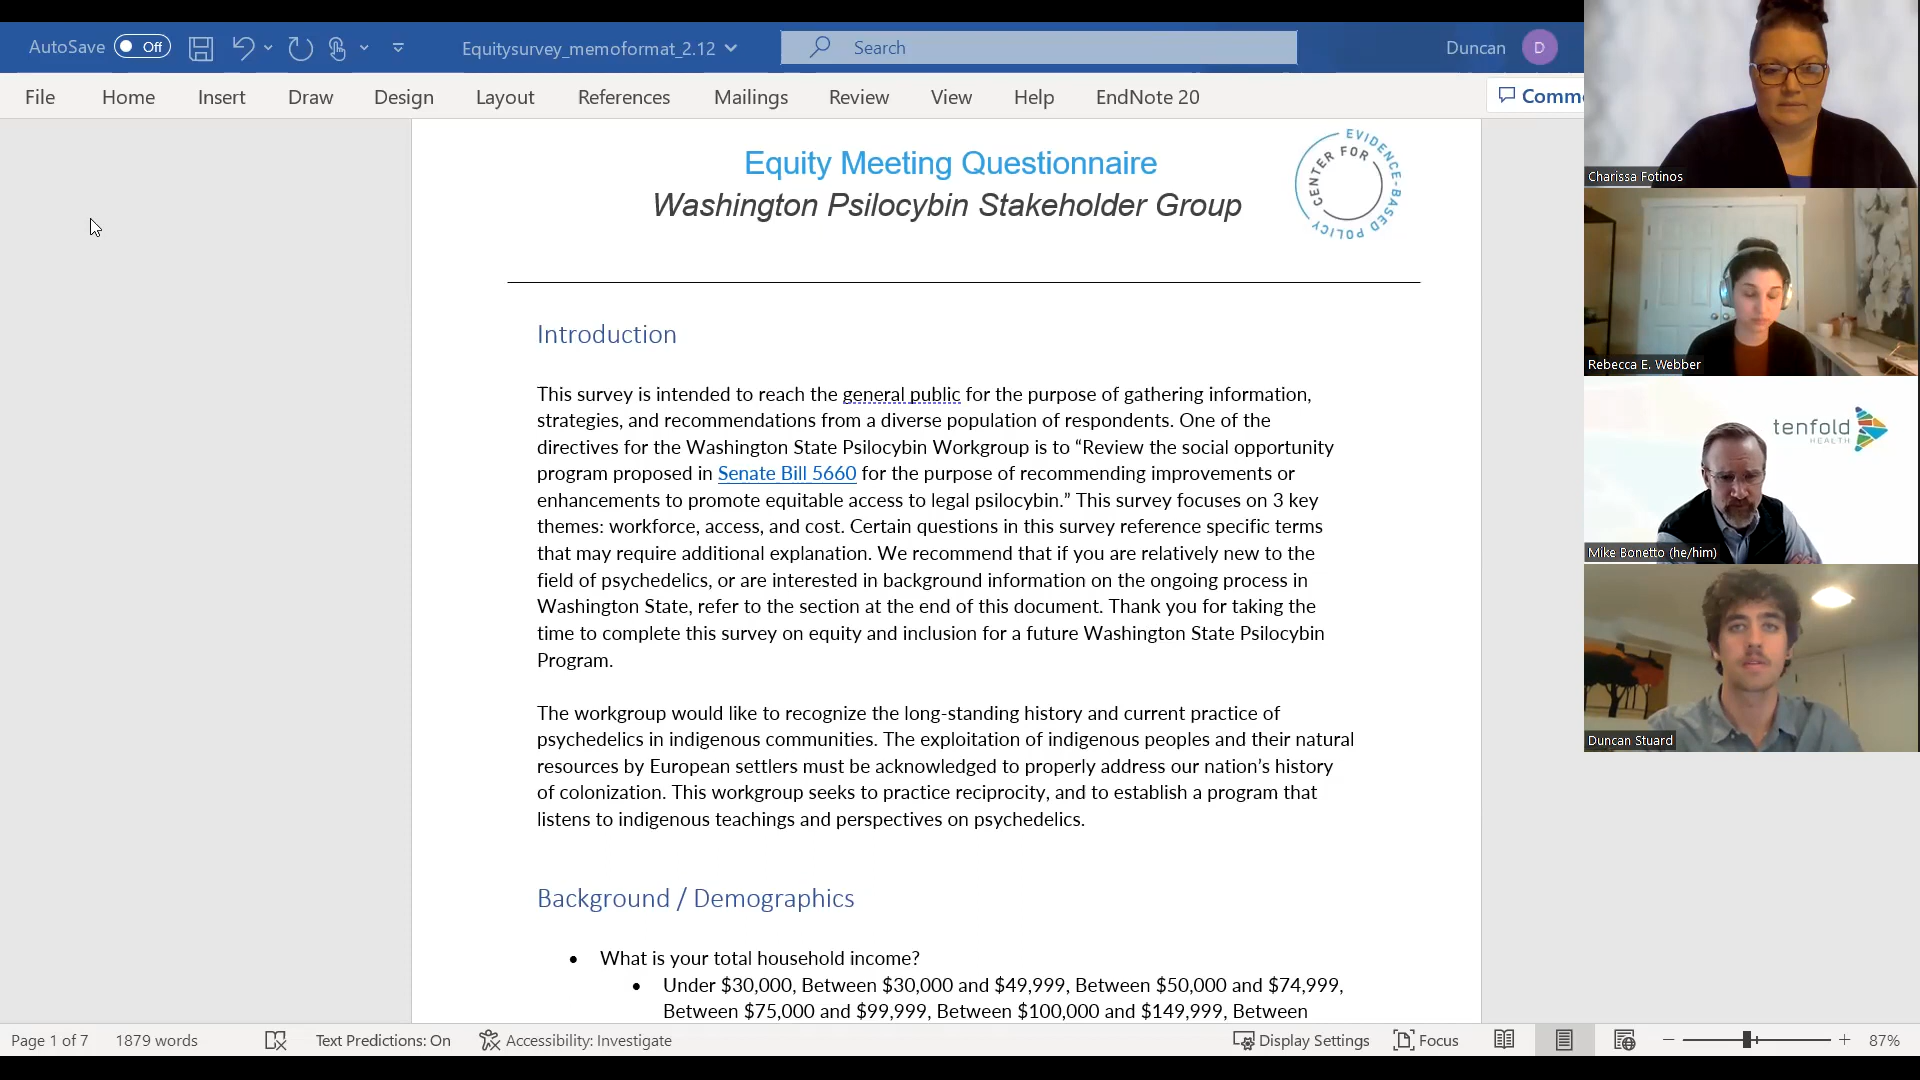 AutoSave Off Equitysurvey_memoformat_2.12 Search Duncan D
File Home Insert Draw Design Layout References Mailings Review View Help EndNote 20 Comme
Equity Meeting Questionnaire
Washington Psilocybin Stakeholder Group
CENTER FOR
EVIDENCE-BASED POLICY
Introduction
This survey is intended to reach the general public for the purpose of gathering information,
strategies, and recommendations from a diverse population of respondents. One of the
directives for the Washington State Psilocybin Workgroup is to “Review the social opportunity
program proposed in Senate Bill 5660 for the purpose of recommending improvements or
enhancements to promote equitable access to legal psilocybin.” This survey focuses on 3 key
themes: workforce, access, and cost. Certain questions in this survey reference specific terms
that may require additional explanation. We recommend that if you are relatively new to the
field of psychedelics, or are interested in background information on the ongoing process in
Washington State, refer to the section at the end of this document. Thank you for taking the
time to complete this survey on equity and inclusion for a future Washington State Psilocybin
Program.
The workgroup would like to recognize the long-standing history and current practice of
psychedelics in indigenous communities. The exploitation of indigenous peoples and their natural
resources by European settlers must be acknowledged to properly address our nation’s history
of colonization. This workgroup seeks to practice reciprocity, and to establish a program that
listens to indigenous teachings and perspectives on psychedelics.
Background / Demographics
• What is your total household income?
• Under $30,000, Between $30,000 and $49,999, Between $50,000 and $74,999,
Between $75,000 and $99,999, Between $100,000 and $149,999, Between
Page 1 of 7 1879 words Text Predictions: On Accessibility: Investigate Display Settings Focus 87%
Charissa Fotinos
Rebecca E. Webber
tenfold
HEALTH
Mike Bonetto (he/him)
Duncan Stuard